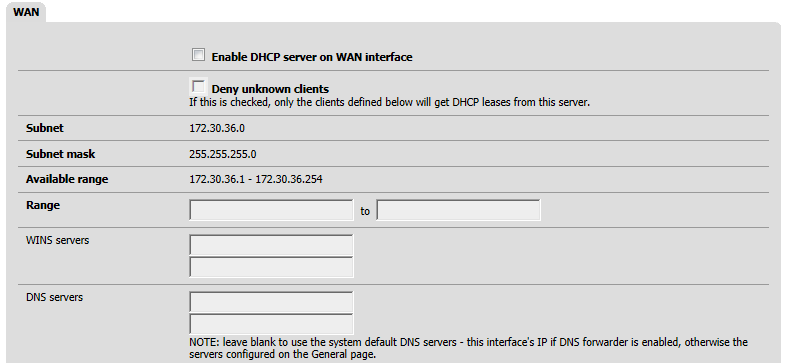 WAN
Enable DHCP server on WAN interface
Deny unknown clients
If this is checked, only the clients defined below will get DHCP leases from this server.
Subnet 172.30.36.0
Subnet mask 255.255.255.0
Available range 172.30.36.1 - 172.30.36.254
Range to
WINS servers
DNS servers
NOTE: leave blank to use the system default DNS servers - this interface's IP if DNS forwarder is enabled, otherwise the
servers configured on the General page.